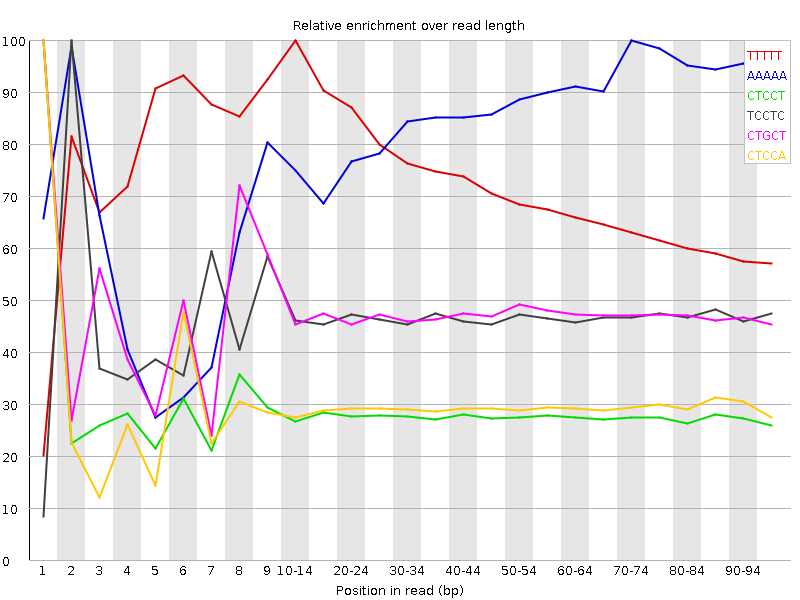 Relative enrichment over read length
100
90
80
70
60
50
40
30
20
10
0
TTTTT
AAAAA
CTCCT
TCCTC
CTGCT
CTCCA
1 2 3 4 5 6 7 8 9 10-14 20-24 30-34 40-44 50-54 60-64 70-74 80-84 90-94
Position in read (bp)